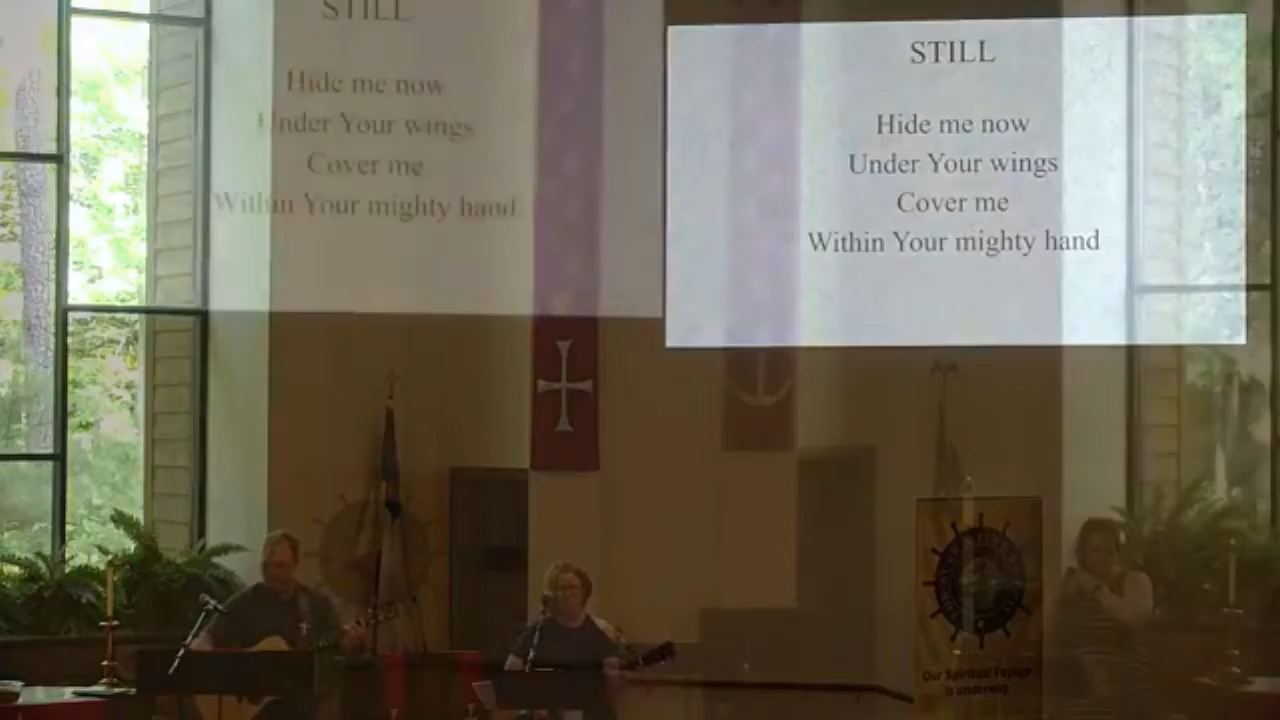 STILL
Hide me now
Under Your wings
Cover me
Within Your mighty hand
STILL
Hide me now
Under Your wings
Cover me
Within Your mighty hand
Our Spiritual Voyage
is underway